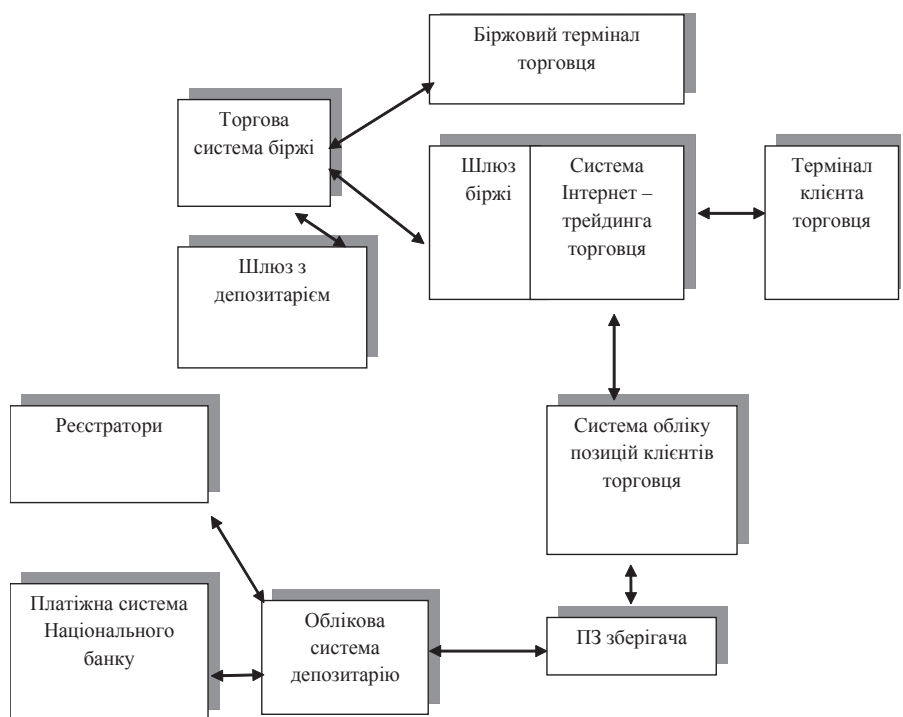 Біржовий термінал
торговця
Торгова
система біржі
Шлюз
біржі
Система
Інтернет –
трейдинга
торговця
Термінал
клієнта
торговця
Шлюз з
депозитарієм
Реєстратори
Система обліку
позицій клієнтів
торговця
Платіжна система
Національного
банку
Облікова
система
депозитарію
ПЗ зберігача